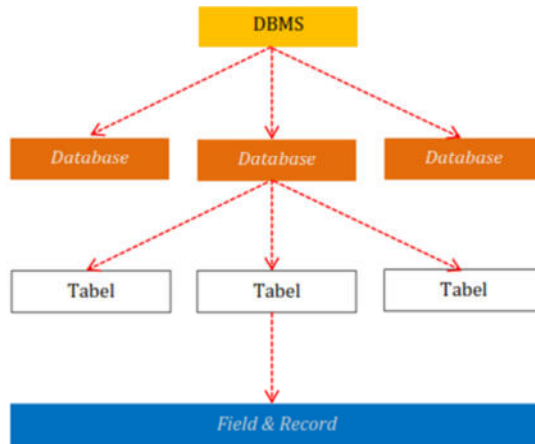 DBMS
Database
Database
Database
Tabel
Tabel
Tabel
Field & Record